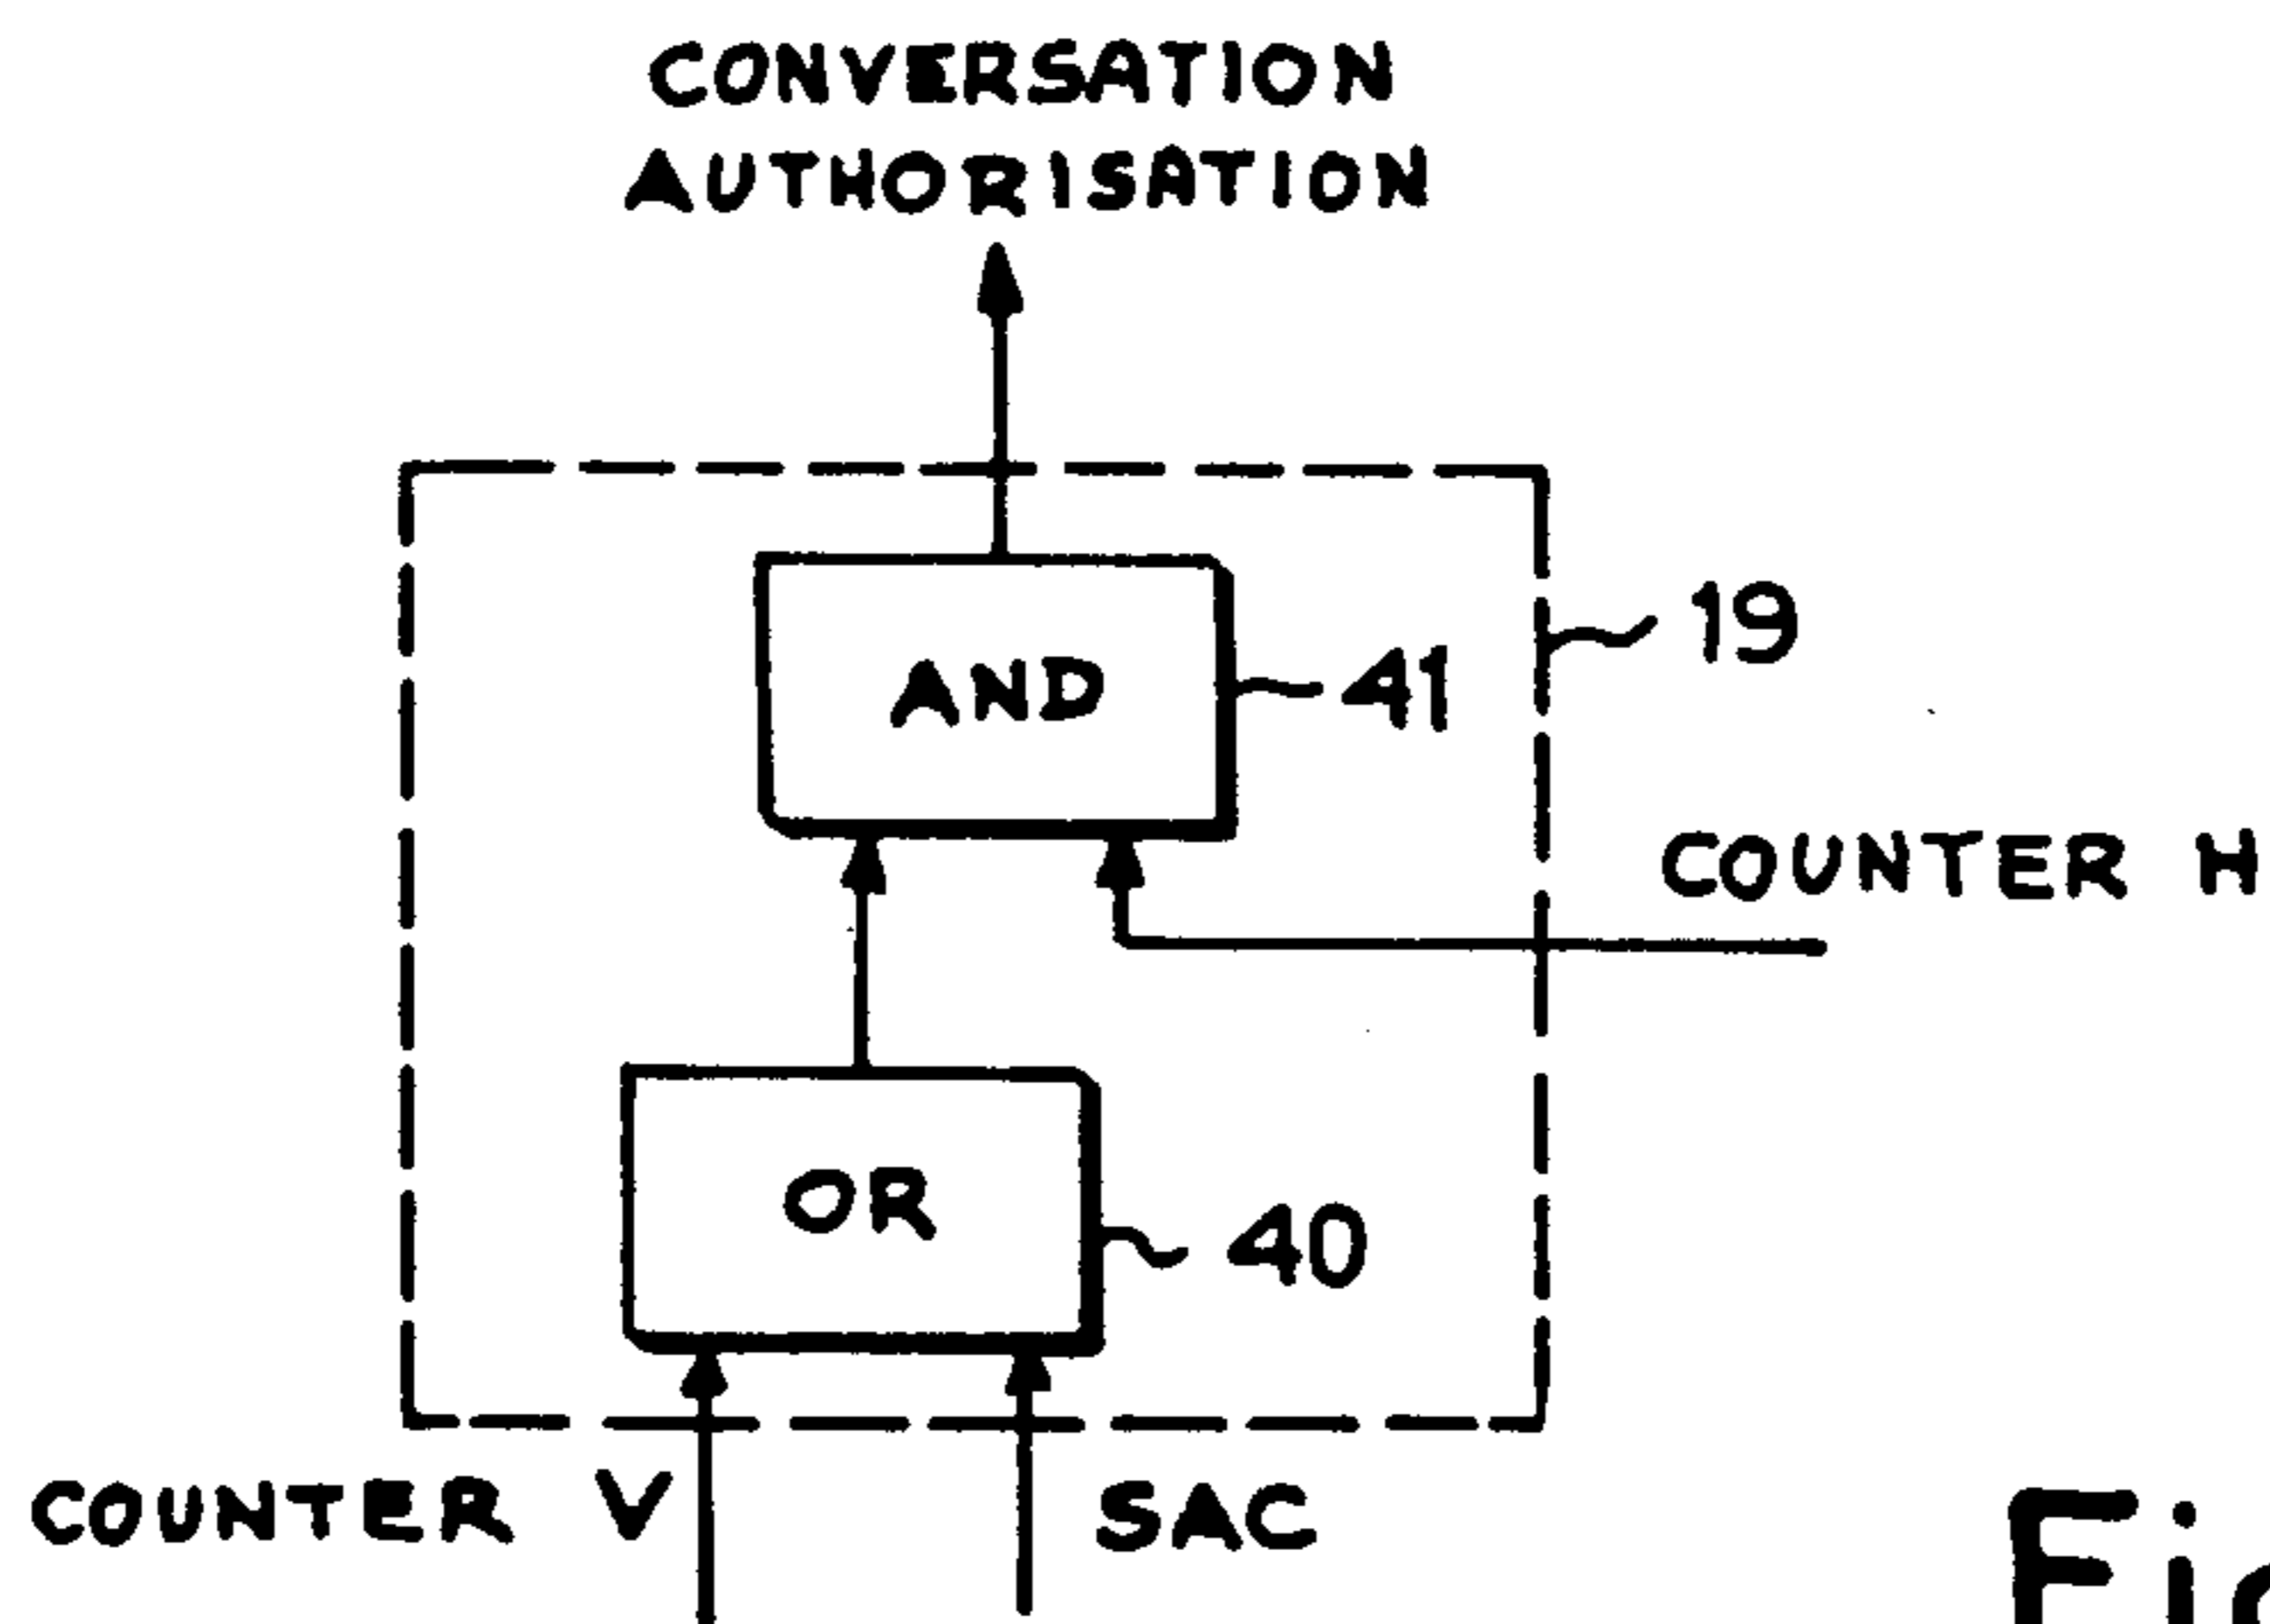 CONVERSATION
AUTHORISATION
19
AND
41
COUNTER H
OR
40
COUNTER V
SAC